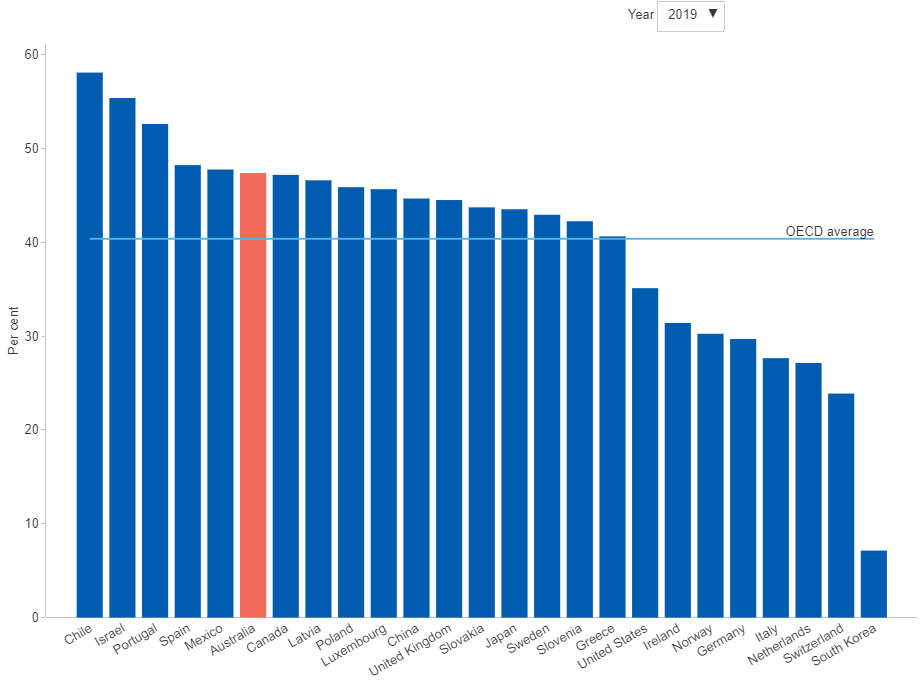 Year 2019 ▼
60
50
40
30
20
10
0
Per cent
OECD average
Chile
Israel
Portugal
Spain
Mexico
Australia
Canada
Latvia
Poland
Luxembourg
China
United Kingdom
Slovakia
Japan
Sweden
Slovenia
Greece
United States
Ireland
Norway
Germany
Italy
Netherlands
Switzerland
South Korea